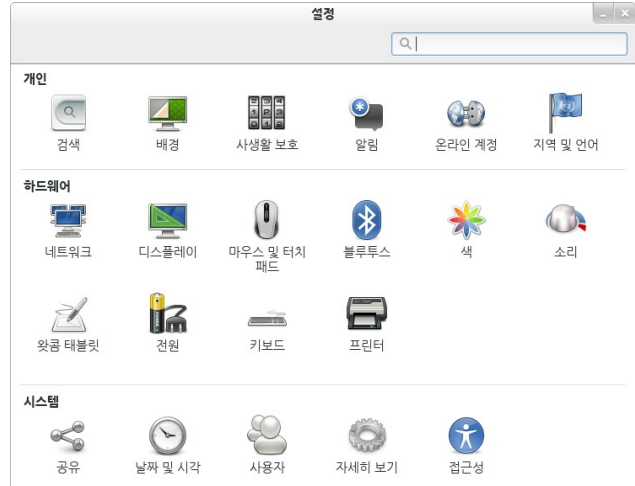 설정
개인
검색
배경
사생활 보호
알림
온라인 계정
지역 및 언어
하드웨어
네트워크
디스플레이
마우스 및 터치
패드
블루투스
색
소리
왓콤 태블릿
전원
키보드
프린터
시스템
공유
날짜 및 시각
사용자
자세히 보기
접근성